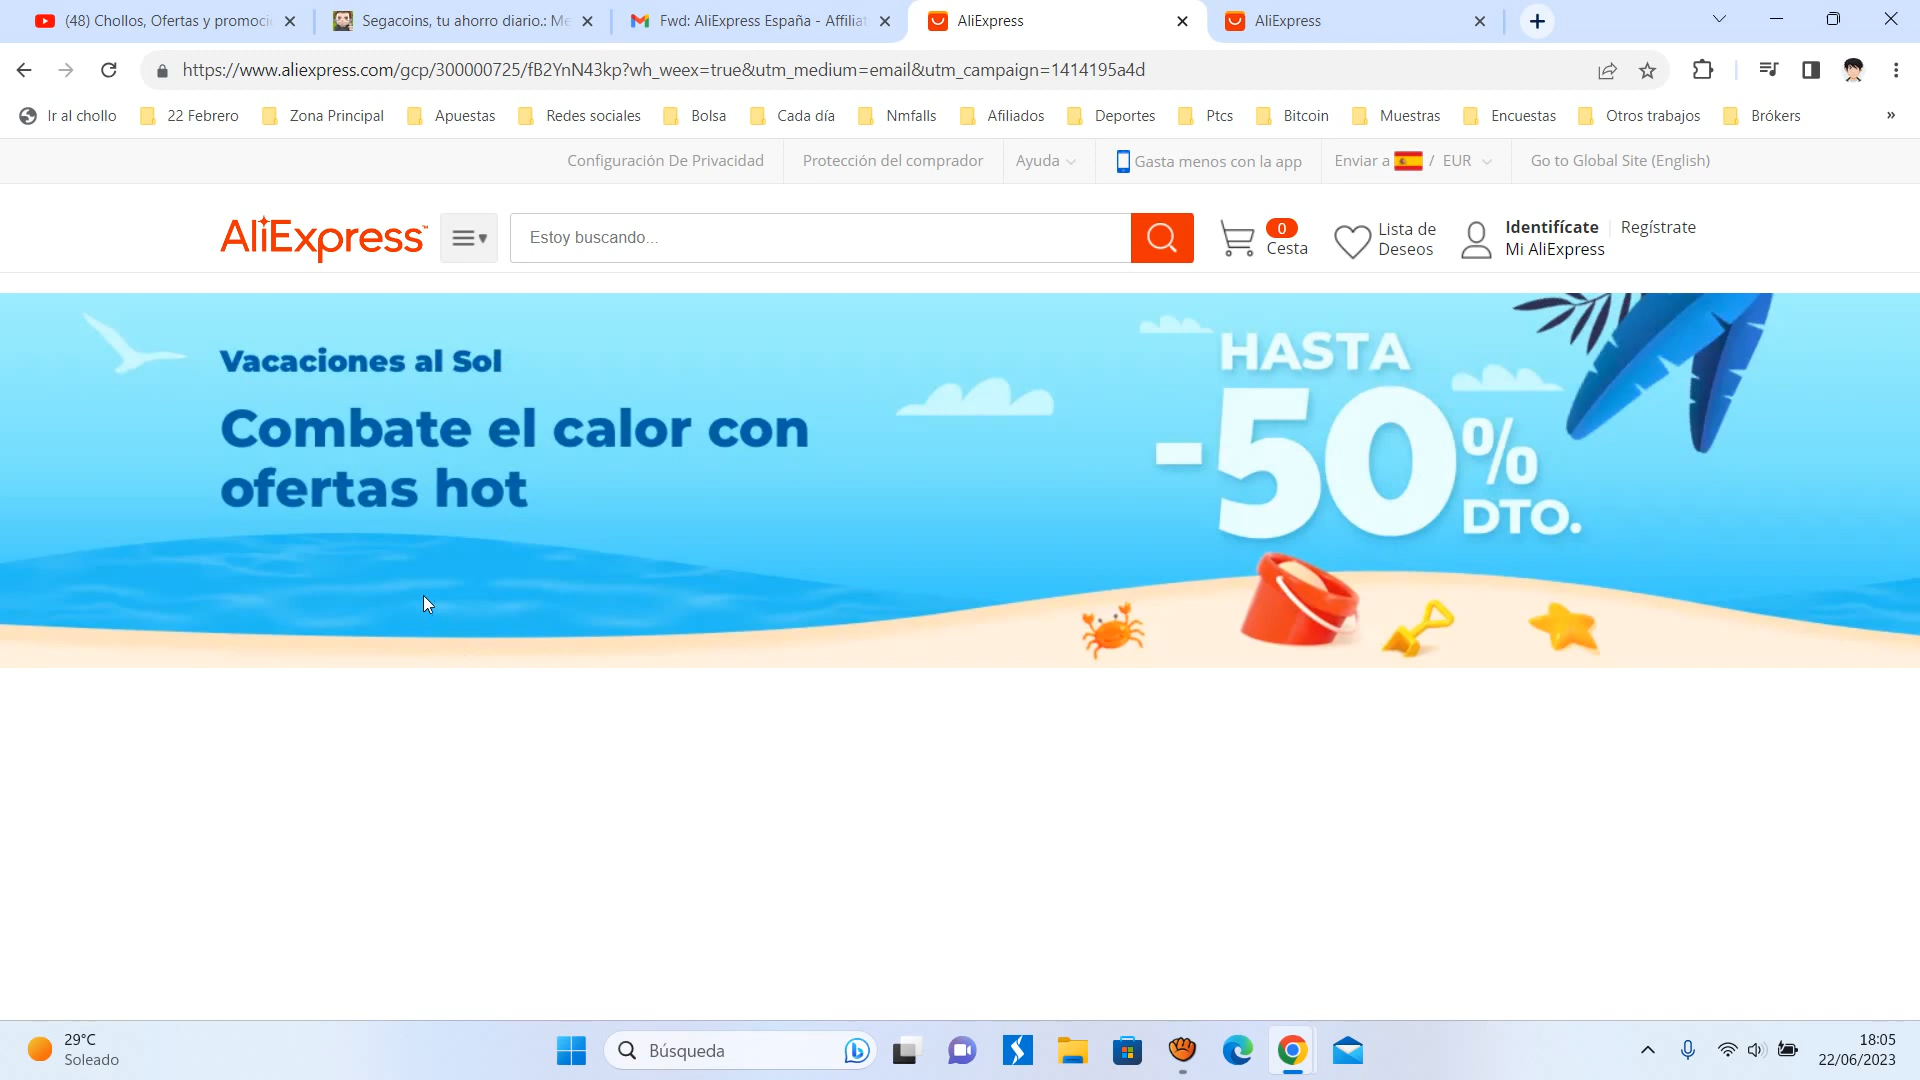 (48) Chollos, Ofertas y promocio
Segacoins, tu ahorro diario.: Me
Fwd: AliExpress España - Affiliat
AliExpress
AliExpress
https://www.aliexpress.com/gcp/300000725/fB2YnN43kp?wh_weex=true&utm_medium=email&utm_campaign=1414195a4d
Ir al chollo
22 Febrero
Zona Principal
Apuestas
Redes sociales
Bolsa
Cada día
Nmfalls
Afiliados
Deportes
Ptcs
Bitcoin
Muestras
Encuestas
Otros trabajos
Brókers
»
Configuración De Privacidad
Protección del comprador
Ayuda
Gasta menos con la app
Enviar a / EUR
Go to Global Site (English)
AliExpress™
Estoy buscando...
0
Cesta
Lista de
Deseos
Identifícate
Regístrate
Mi AliExpress
Vacaciones al Sol
Combate el calor con
ofertas hot
HASTA
-50%
DTO.
29°C
Soleado
Búsqueda
18:05
22/06/2023